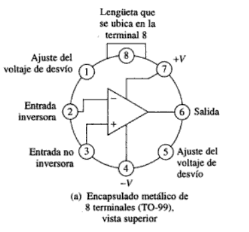 Lengüeta que
se ubica en la
terminal 8
Ajuste del
voltaje de desvío
8
+V
1
7
−
Entrada
inversora
2
6
Salida
+
Entrada no
inversora
3
5
Ajuste del
voltaje de
desvío
4
−V
(a) Encapsulado metálico de
8 terminales (TO-99),
vista superior